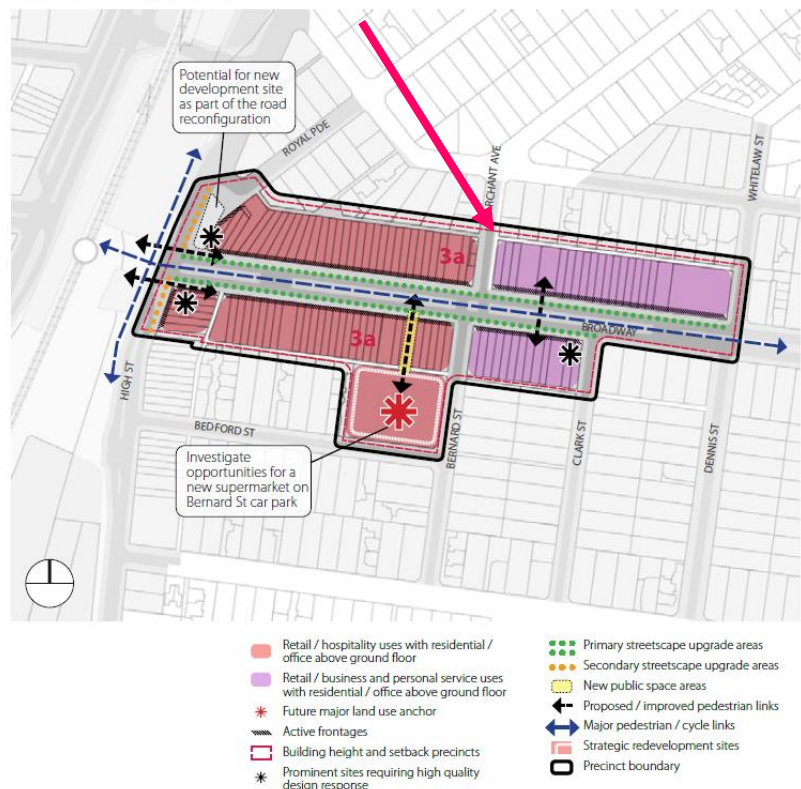 Potential for new
development site
as part of the road
reconfiguration
ROYAL PDE
RCHANT AVE
WHITELAW ST
3a
BROADWAY
3a
HIGH ST
BEDFORD ST
BERNARD ST
CLARK ST
DENNIS ST
Investigate
opportunities for a
new supermarket on
Bernard St car park
Retail / hospitality uses with residential /
office above ground floor
Retail / business and personal service uses
with residential / office above ground floor
Future major land use anchor
Active frontages
Building height and setback precincts
Prominent sites requiring high quality
design response
Primary streetscape upgrade areas
Secondary streetscape upgrade areas
New public space areas
Proposed / improved pedestrian links
Major pedestrian / cycle links
Strategic redevelopment sites
Precinct boundary